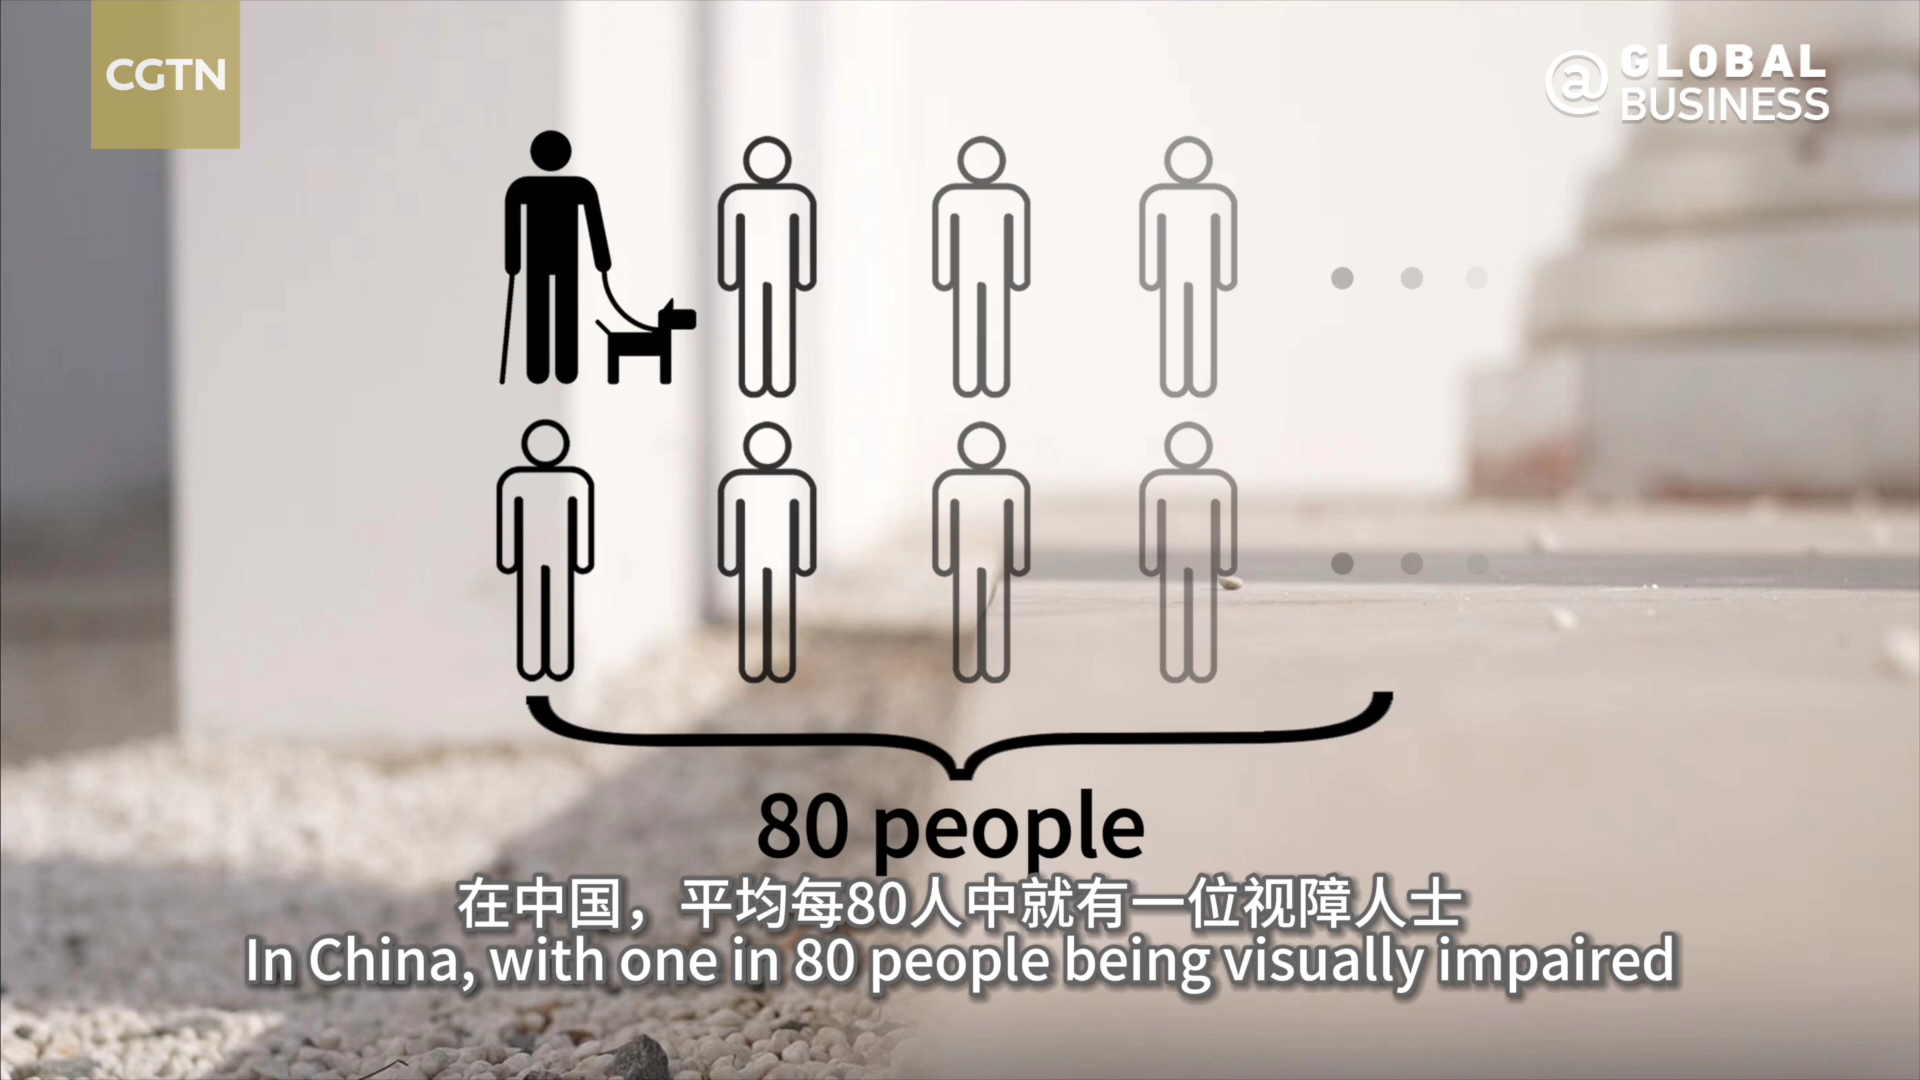 CGTN
@GLOBAL
BUSINESS
80 people
在中国，平均每80人中就有一位视障人士
In China, with one in 80 people being visually impaired